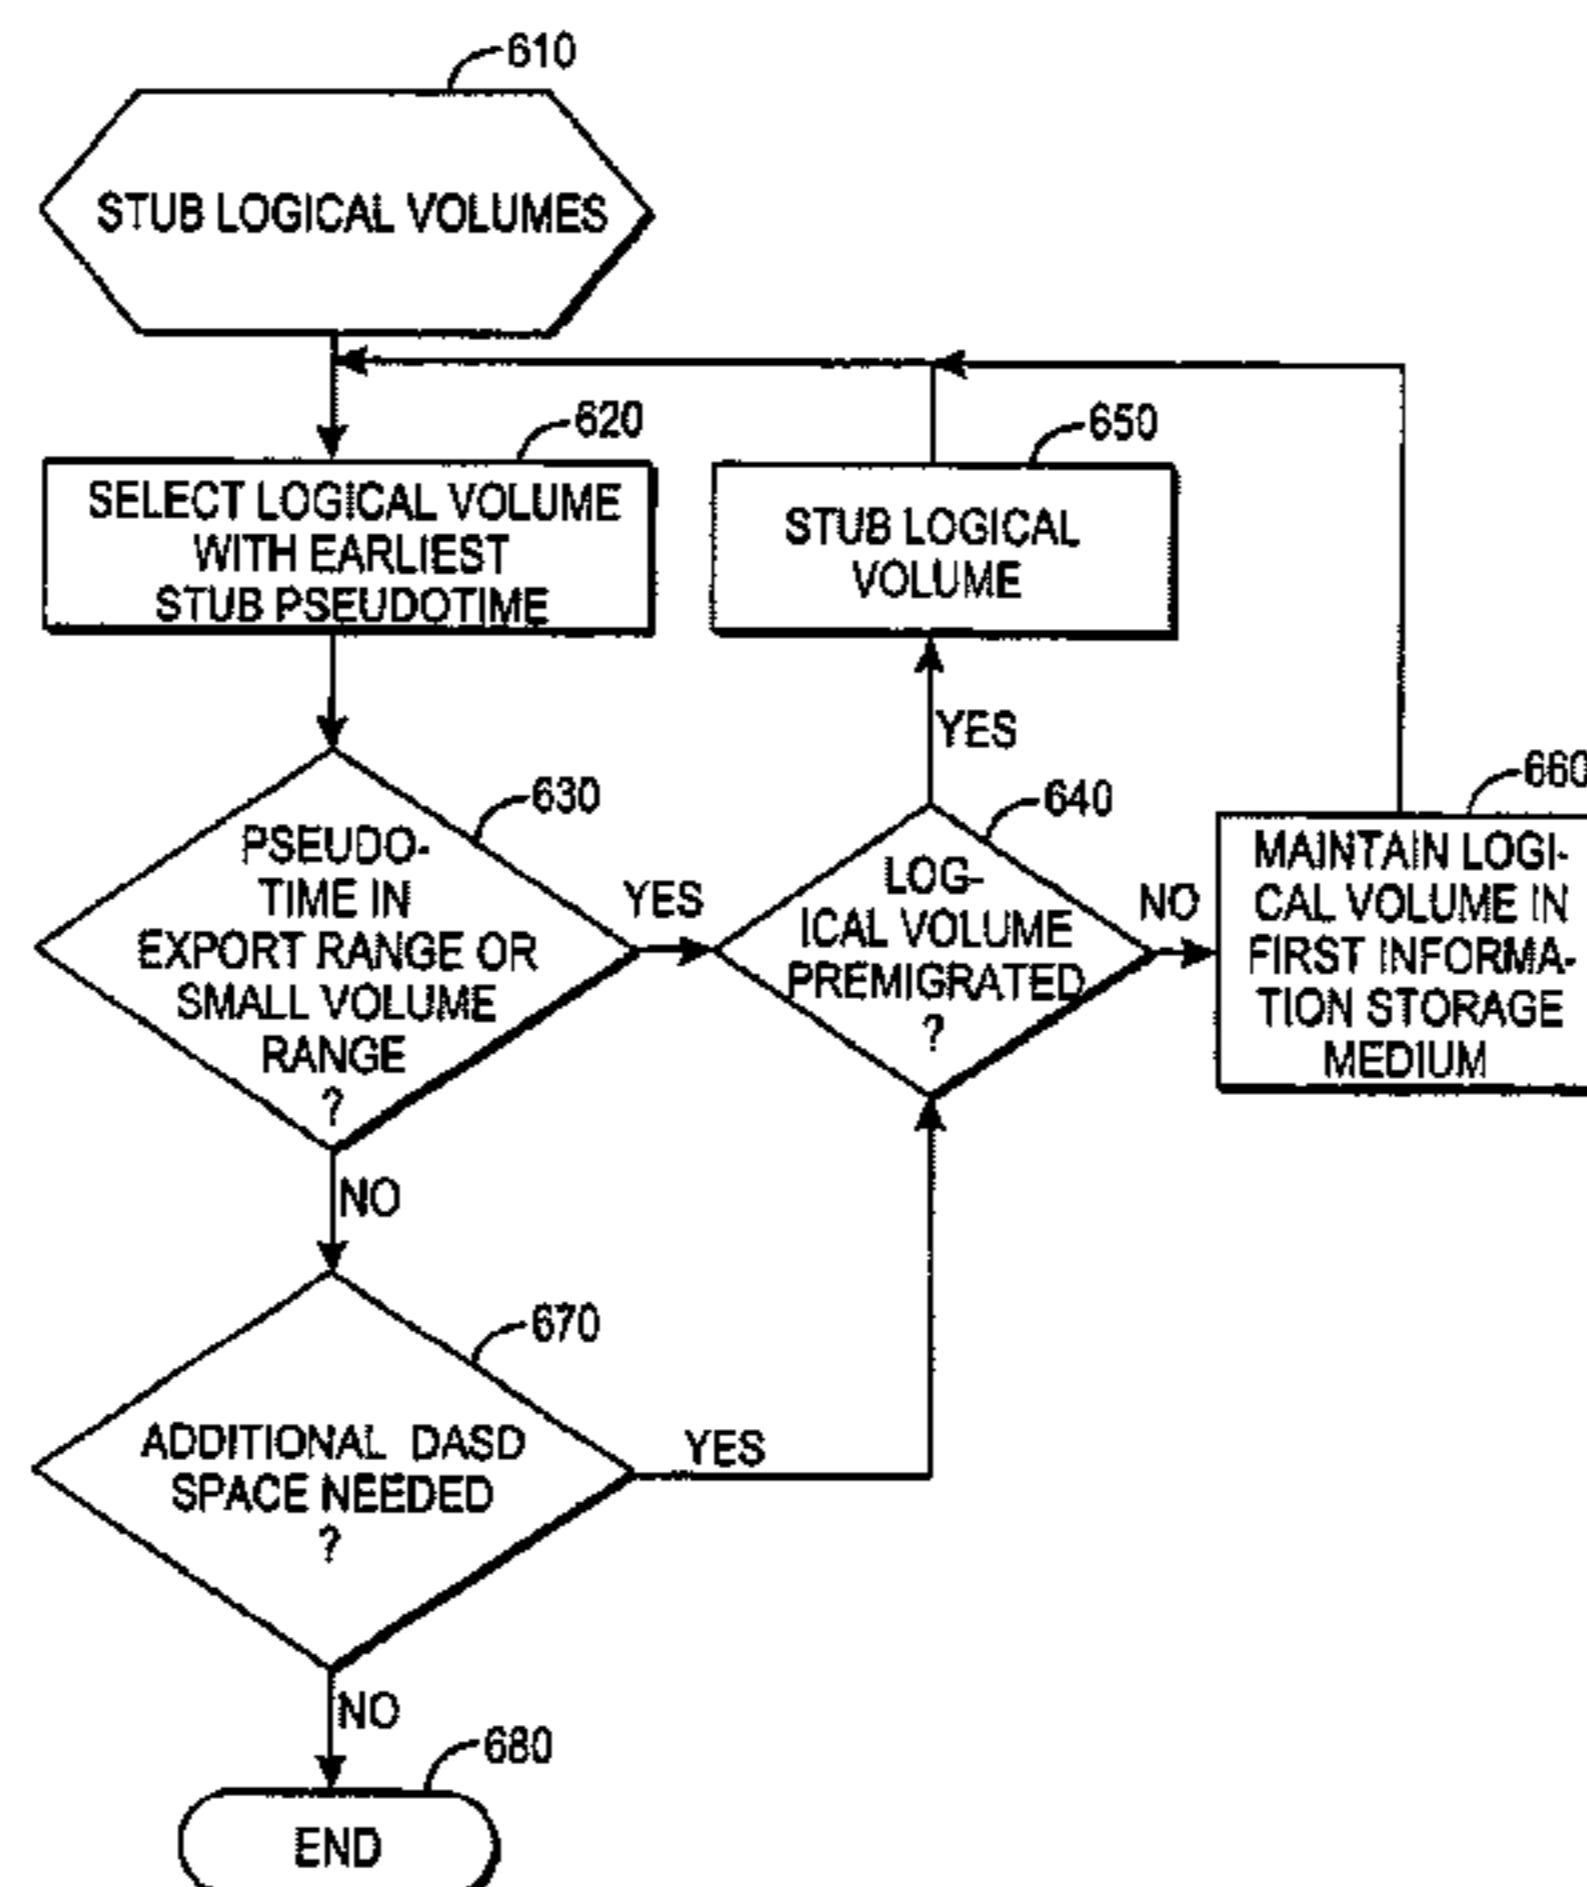 610
STUB LOGICAL VOLUMES
620
SELECT LOGICAL VOLUME
WITH EARLIEST
STUB PSEUDOTIME
650
STUB LOGICAL
VOLUME
630
PSEUDO-
TIME IN
EXPORT RANGE OR
SMALL VOLUME
RANGE
?
YES
NO
640
LOG-
ICAL VOLUME
PREMIGRATED
?
YES
NO
660
MAINTAIN LOGI-
CAL VOLUME IN
FIRST INFORMA-
TION STORAGE
MEDIUM
670
ADDITIONAL DASD
SPACE NEEDED
?
YES
NO
680
END